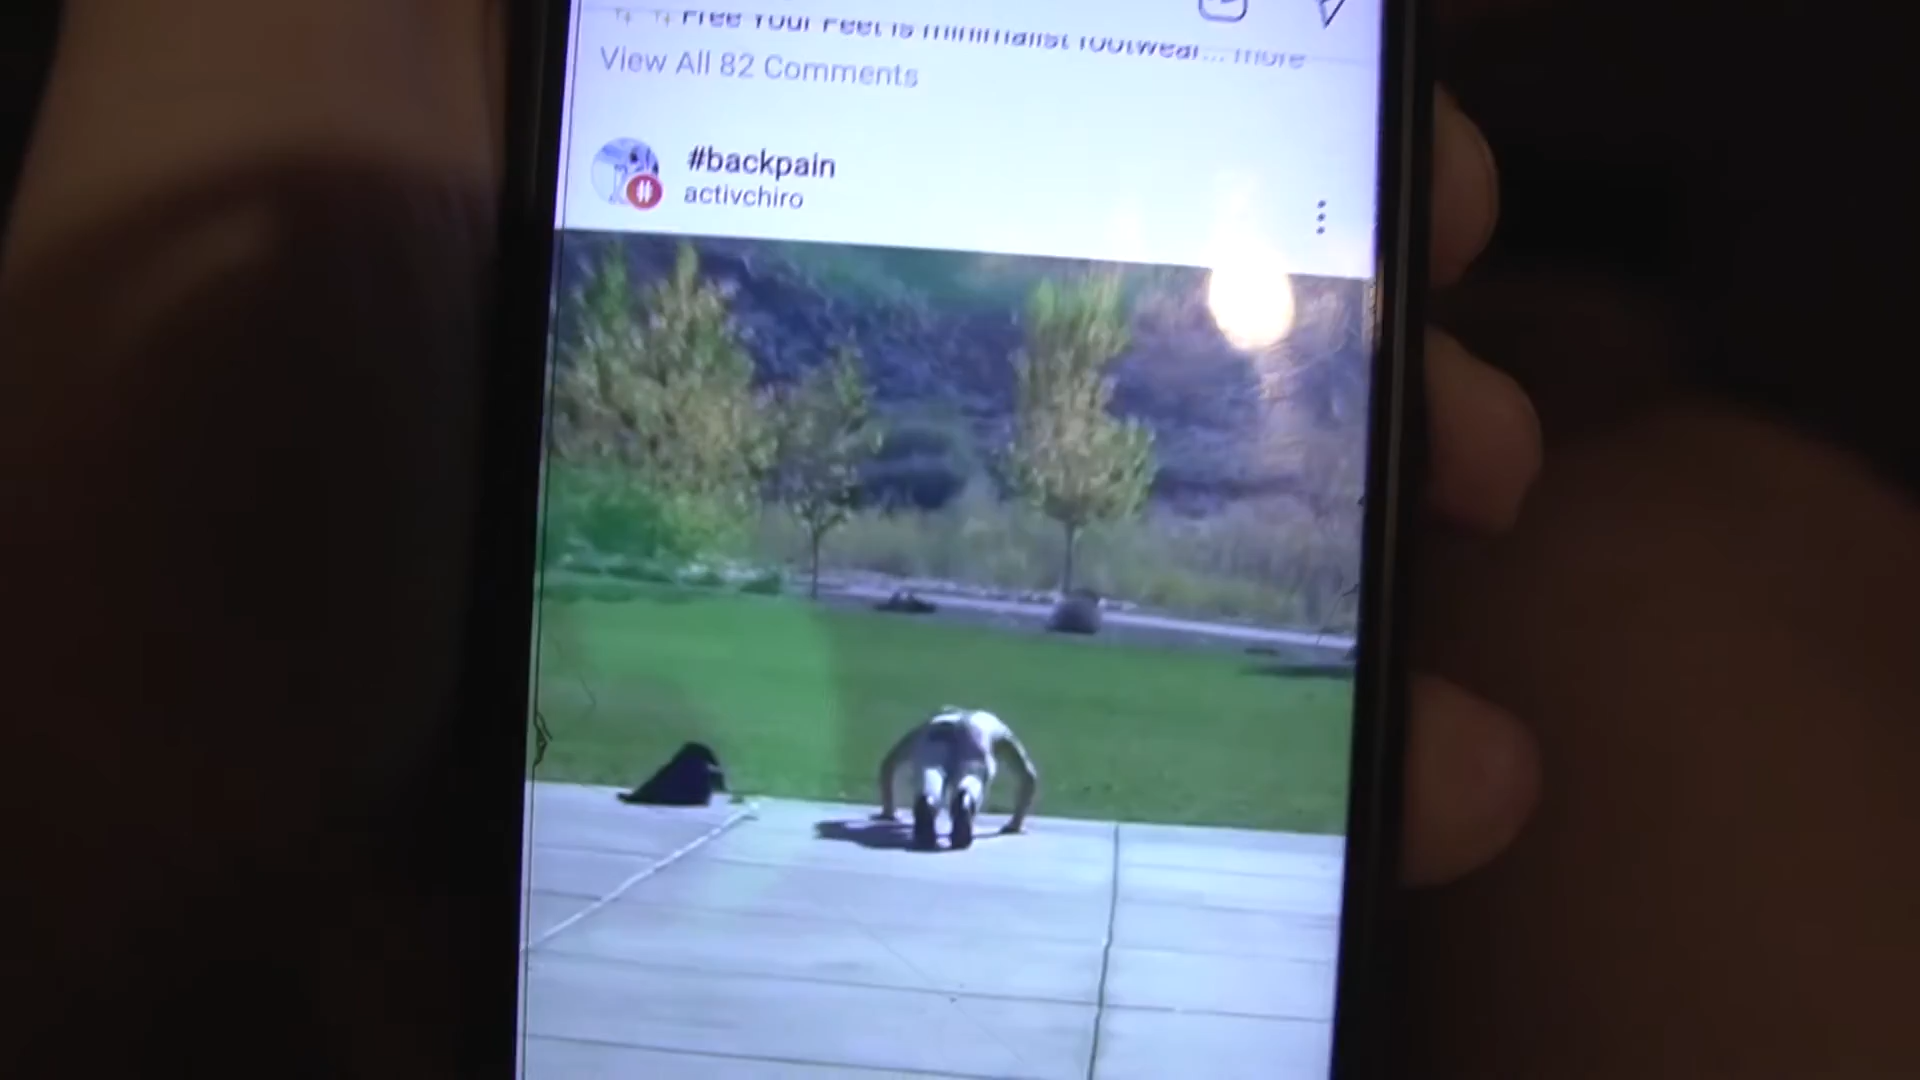 Free Your Feet is minimalist footwear... more
View All 82 Comments
#backpain
activchiro
#